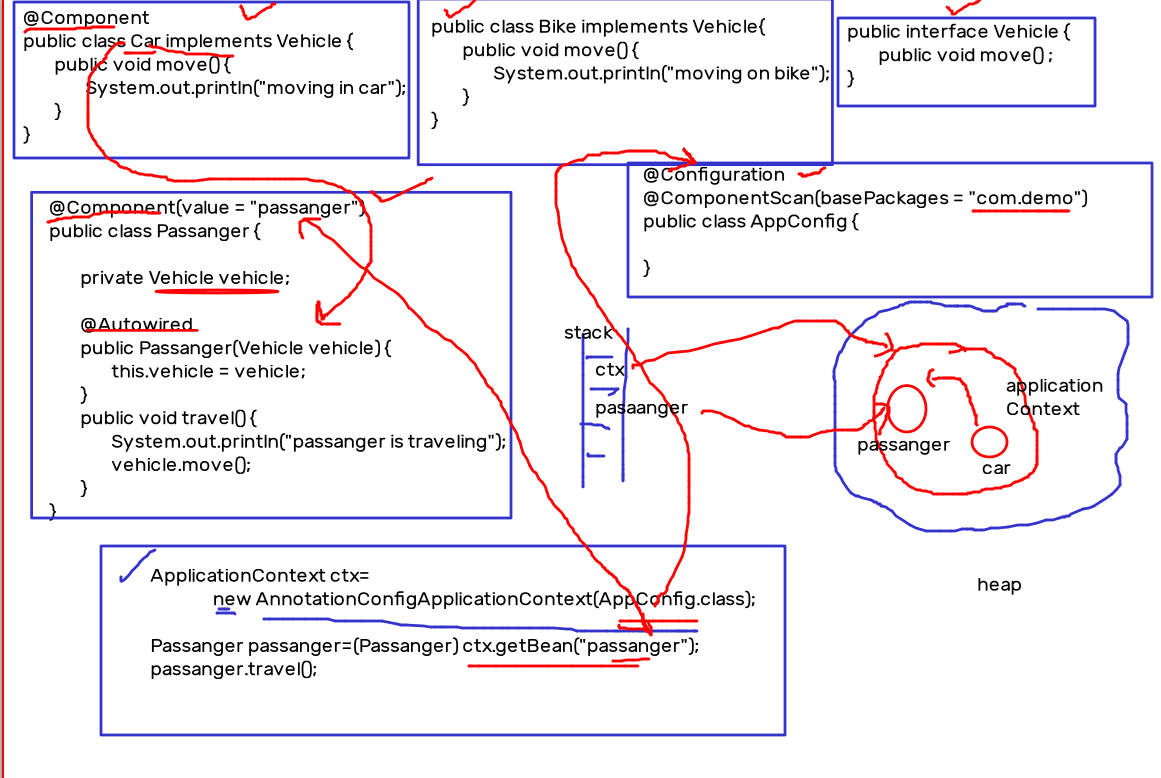 @Component
public class Car implements Vehicle {
public void move(){
System.out.println("moving in car");
}
}
public class Bike implements Vehicle{
public void move(){
System.out.println("moving on bike");
}
}
public interface Vehicle {
public void move() ;
}
@Component(value = "passanger")
public class Passanger {
private Vehicle vehicle;
@Autowired
public Passanger(Vehicle vehicle) {
this.vehicle = vehicle;
}
public void travel(){
System.out.println("passanger is traveling");
vehicle.move();
}
}
@Configuration
@ComponentScan(basePackages = "com.demo")
public class AppConfig {
}
stack
ctx
pasaanger
application
Context
passanger
car
heap
ApplicationContext ctx=
new AnnotationConfigApplicationContext(AppConfig.class);
Passanger passanger=(Passanger) ctx.getBean("passanger");
passanger.travel();